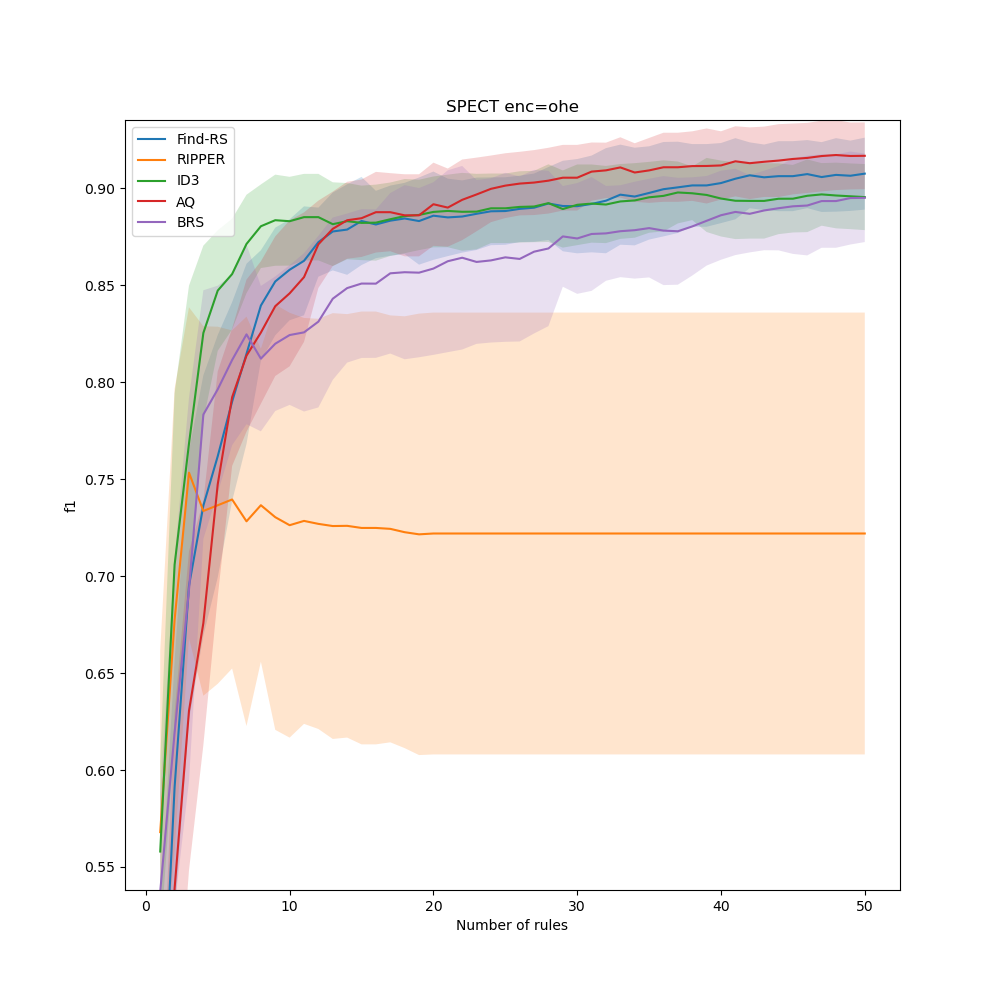 SPECT enc=ohe
Find-RS
RIPPER
ID3
AQ
BRS
f1
0.90
0.85
0.80
0.75
0.70
0.65
0.60
0.55
0 10 20 30 40 50
Number of rules